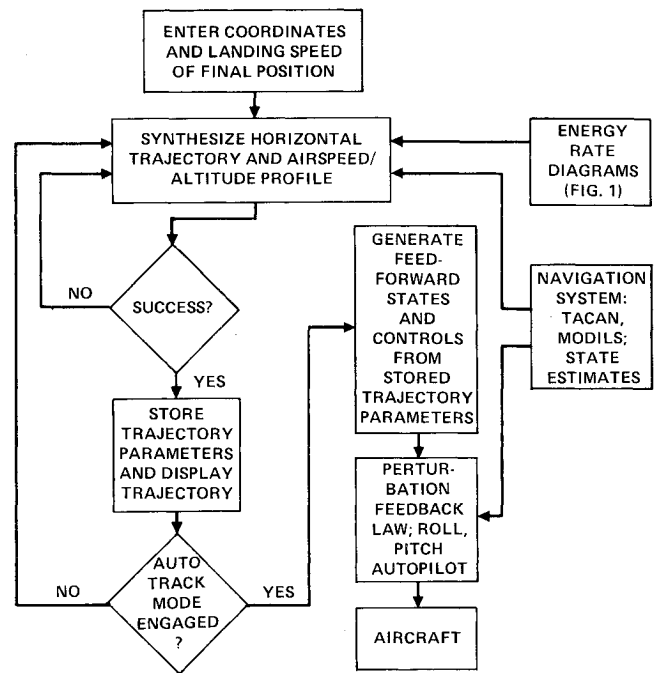 ENTER COORDINATES
AND LANDING SPEED
OF FINAL POSITION
SYNTHESIZE HORIZONTAL
TRAJECTORY AND AIRSPEED/
ALTITUDE PROFILE
ENERGY
RATE
DIAGRAMS
(FIG. 1)
NO
SUCCESS?
YES
GENERATE
FEED-
FORWARD
STATES
AND
CONTROLS
FROM
STORED
TRAJECTORY
PARAMETERS
NAVIGATION
SYSTEM:
TACAN,
MODILS;
STATE
ESTIMATES
STORE
TRAJECTORY
PARAMETERS
AND DISPLAY
TRAJECTORY
PERTUR-
BATION
FEEDBACK
LAW; ROLL,
PITCH
AUTOPILOT
NO
AUTO
TRACK
MODE
ENGAGED
?
YES
AIRCRAFT